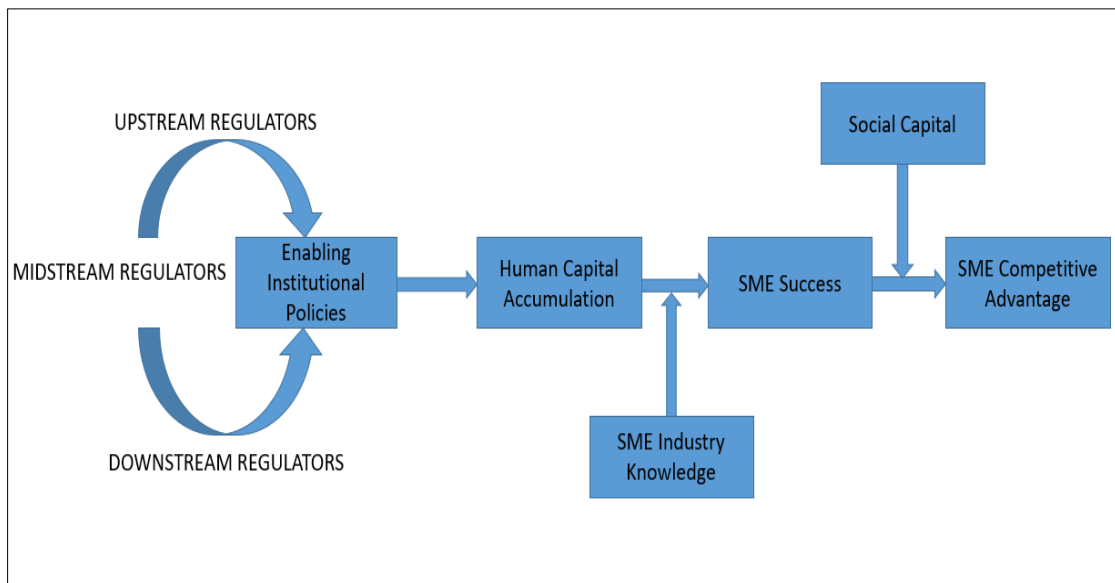 UPSTREAM REGULATORS
MIDSTREAM REGULATORS
DOWNSTREAM REGULATORS
Enabling
Institutional
Policies
Human Capital
Accumulation
SME Industry
Knowledge
SME Success
Social Capital
SME Competitive
Advantage